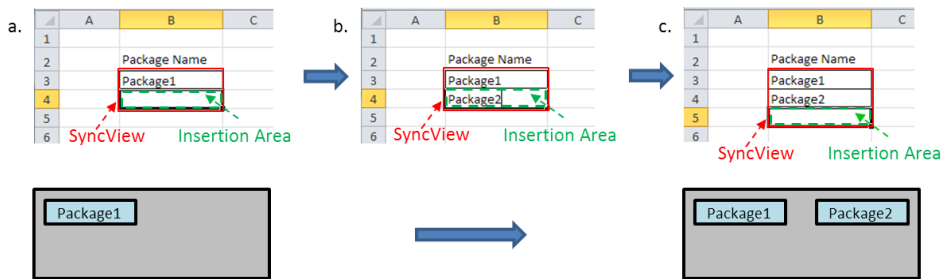 a.
A B C
1
2 Package Name
3 Package1
4
5
6
SyncView
Insertion Area
b.
A B C
1
2 Package Name
3 Package1
4 Package2
5
6
SyncView
Insertion Area
c.
A B C
1
2 Package Name
3 Package1
4 Package2
5
6
SyncView
Insertion Area
Package1
Package1 Package2